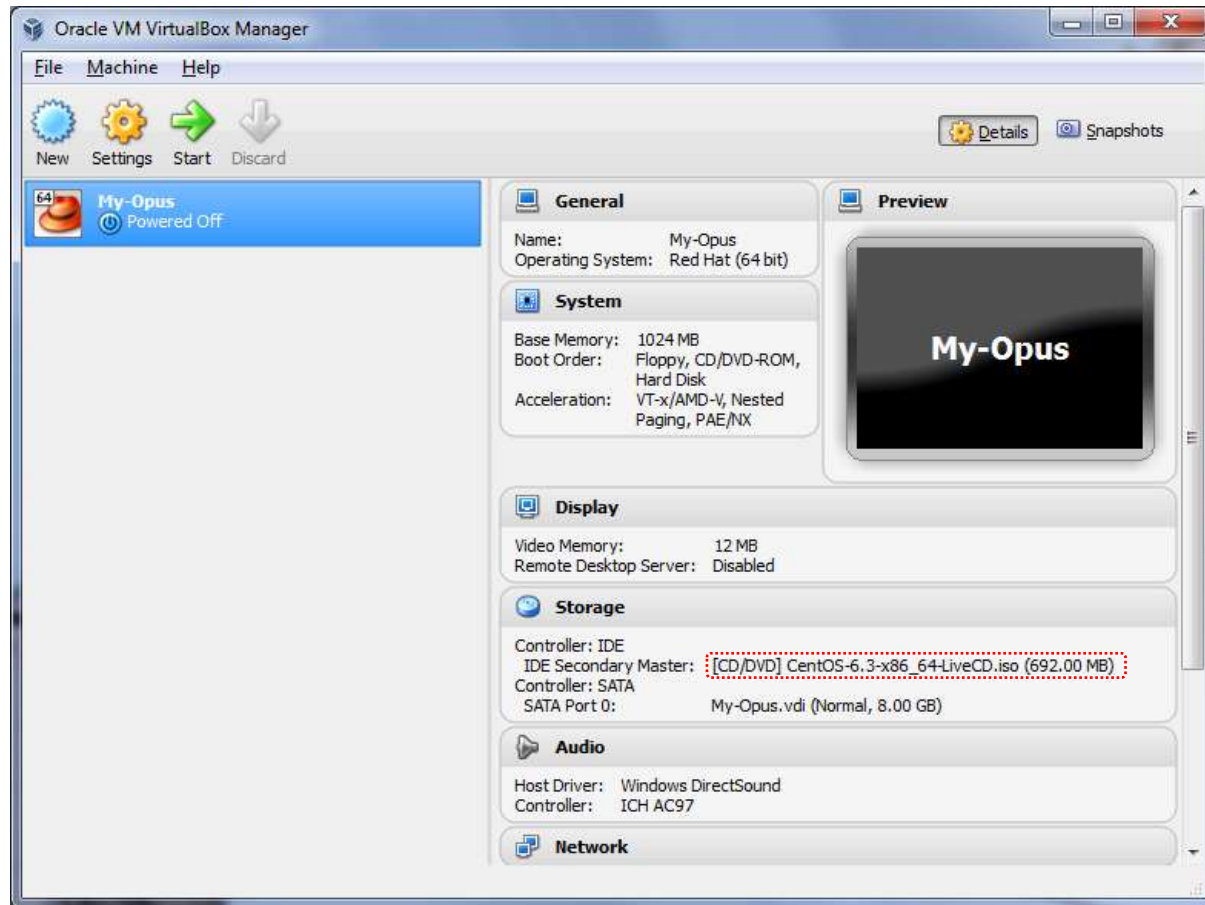 Oracle VM VirtualBox Manager
File Machine Help
New Settings Start Discard
Details Snapshots
64
My-Opus
Powered Off
General
Name: My-Opus
Operating System: Red Hat (64 bit)
System
Base Memory: 1024 MB
Boot Order: Floppy, CD/DVD-ROM,
Hard Disk
Acceleration: VT-x/AMD-V, Nested
Paging, PAE/NX
Preview
My-Opus
Display
Video Memory: 12 MB
Remote Desktop Server: Disabled
Storage
Controller: IDE
IDE Secondary Master: [CD/DVD] CentOS-6.3-x86_64-LiveCD.iso (692.00 MB)
Controller: SATA
SATA Port 0: My-Opus.vdi (Normal, 8.00 GB)
Audio
Host Driver: Windows DirectSound
Controller: ICH AC97
Network